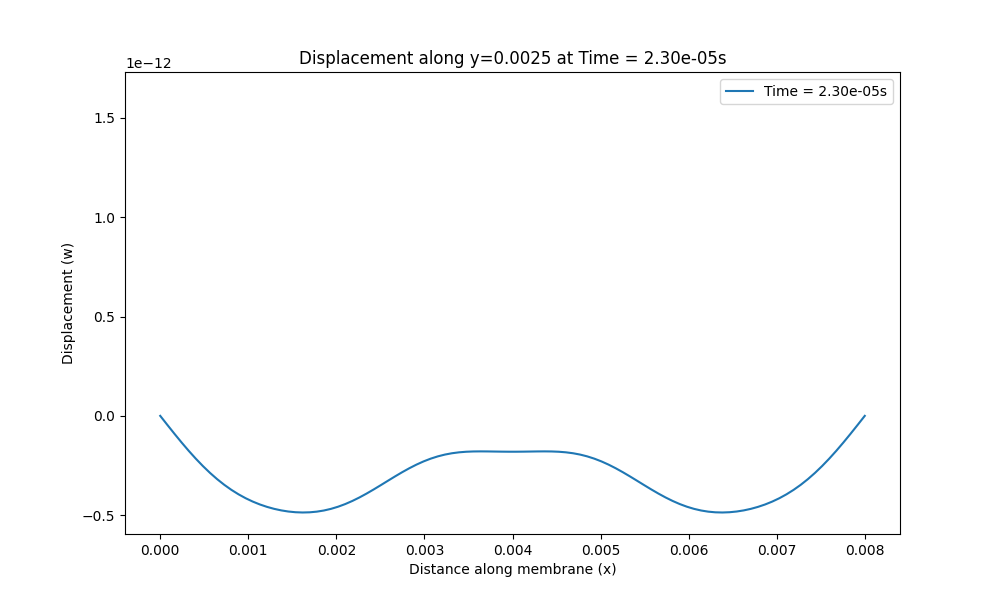 Displacement along y=0.0025 at Time = 2.30e-05s
1e−12
Time = 2.30e-05s
1.5
1.0
0.5
0.0
−0.5
Displacement (w)
0.000 0.001 0.002 0.003 0.004 0.005 0.006 0.007 0.008
Distance along membrane (x)